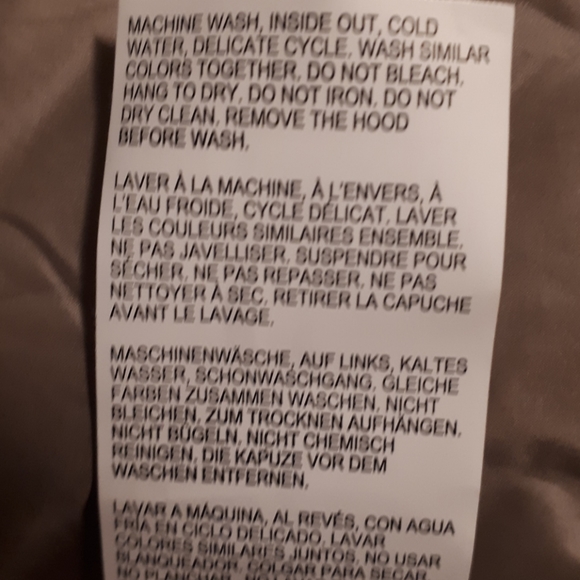 MACHINE WASH, INSIDE OUT, COLD
WATER, DELICATE CYCLE. WASH SIMILAR
COLORS TOGETHER. DO NOT BLEACH.
HANG TO DRY. DO NOT IRON. DO NOT
DRY CLEAN. REMOVE THE HOOD
BEFORE WASH.
LAVER À LA MACHINE, À L'ENVERS, À
L'EAU FROIDE, CYCLE DÉLICAT. LAVER
LES COULEURS SIMILAIRES ENSEMBLE.
NE PAS JAVELLISER. SUSPENDRE POUR
SÉCHER. NE PAS REPASSER. NE PAS
NETTOYER À SEC. RETIRER LA CAPUCHE
AVANT LE LAVAGE.
MASCHINENWÄSCHE, AUF LINKS, KALTES
WASSER, SCHONWASCHGANG. GLEICHE
FARBEN ZUSAMMEN WASCHEN. NICHT
BLEICHEN. ZUM TROCKNEN AUFHÄNGEN.
NICHT BÜGELN. NICHT CHEMISCH
REINIGEN. DIE KAPUZE VOR DEM
WASCHEN ENTFERNEN.
LAVAR A MÁQUINA, AL REVÉS, CON AGUA
FRÍA EN CICLO DELICADO. LAVAR
COLORES SIMILARES JUNTOS. NO USAR
BLANQUEADOR. COLGAR PARA SECAR.
NO PLANCHAR.